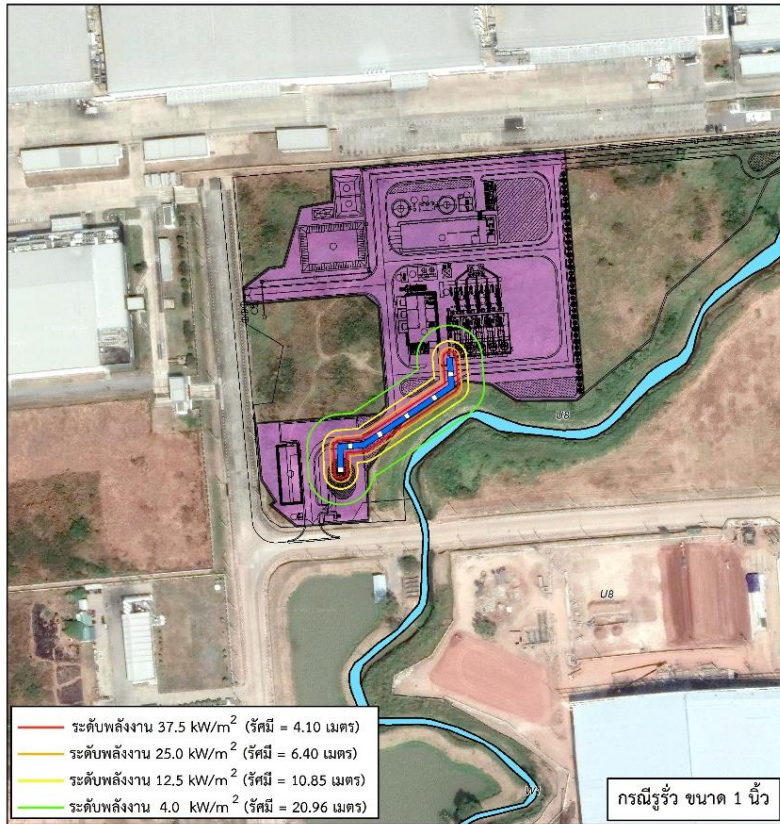 U8
U8
ระดับพลังงาน 37.5 kW/m² (รัศมี = 4.10 เมตร)
ระดับพลังงาน 25.0 kW/m² (รัศมี = 6.40 เมตร)
ระดับพลังงาน 12.5 kW/m² (รัศมี = 10.85 เมตร)
ระดับพลังงาน 4.0 kW/m² (รัศมี = 20.96 เมตร)
กรณีรูรั่ว ขนาด 1 นิ้ว